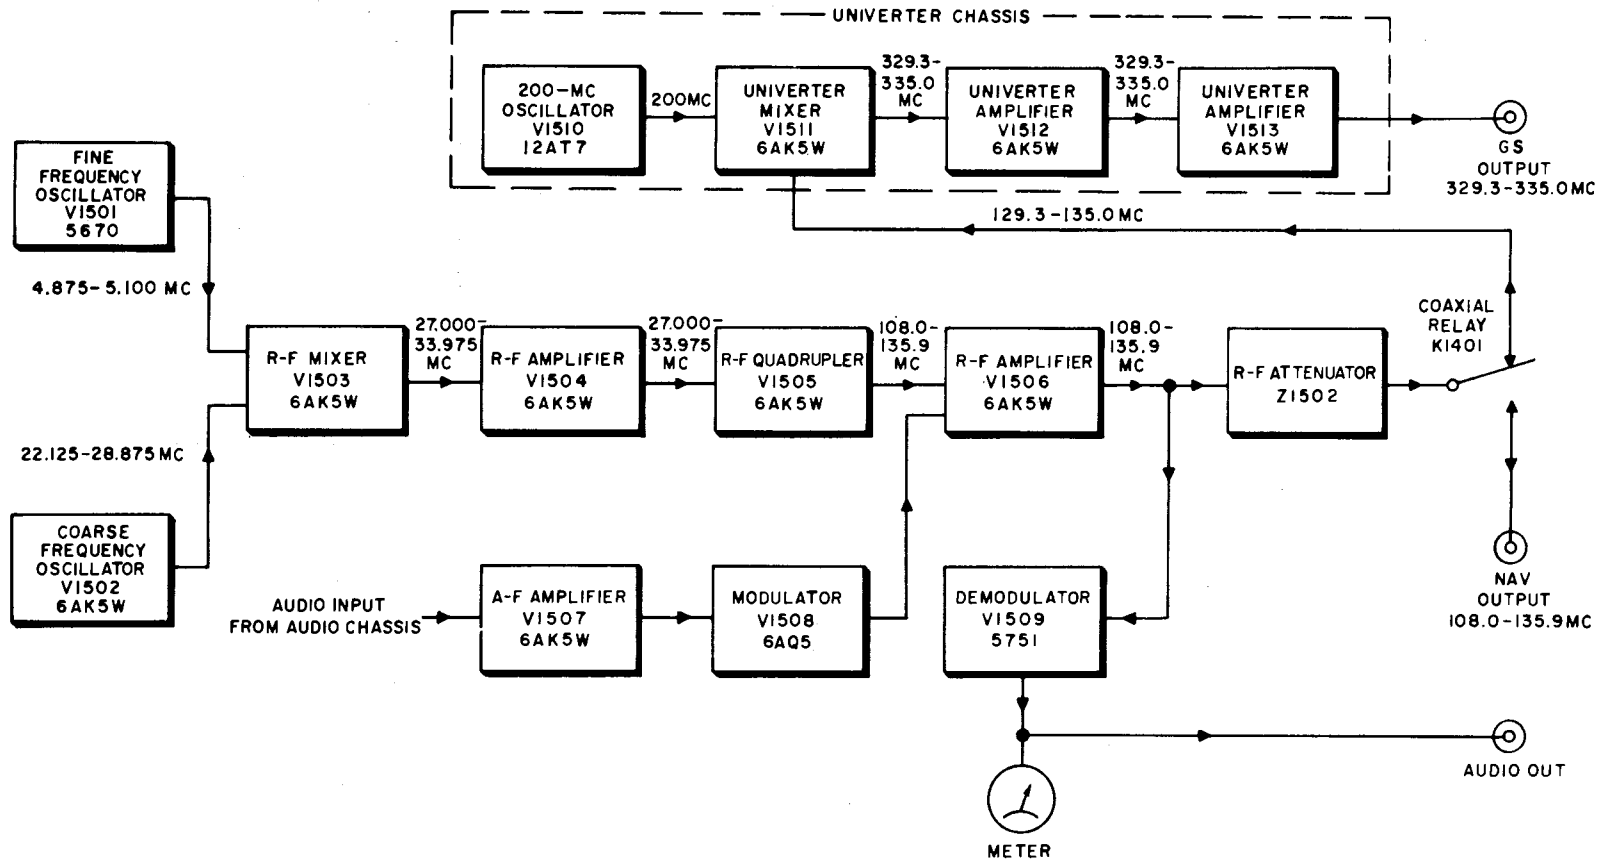 UNIVERTER CHASSIS
200-MC
OSCILLATOR
V1510
12AT7
200MC
UNIVERTER
MIXER
V1511
6AK5W
329.3-
335.0
MC
UNIVERTER
AMPLIFIER
V1512
6AK5W
329.3-
335.0
MC
UNIVERTER
AMPLIFIER
V1513
6AK5W
GS
OUTPUT
329.3-335.0MC
129.3-135.0MC
FINE
FREQUENCY
OSCILLATOR
V1501
5670
4.875-5.100 MC
R-F MIXER
V1503
6AK5W
27.000-
33.975
MC
R-F AMPLIFIER
V1504
6AK5W
27.000-
33.975
MC
R-F QUADRUPLER
V1505
6AK5W
108.0-
135.9
MC
R-F AMPLIFIER
V1506
6AK5W
108.0-
135.9
MC
R-F ATTENUATOR
Z1502
COAXIAL
RELAY
K1401
22.125-28.875 MC
COARSE
FREQUENCY
OSCILLATOR
V1502
6AK5W
AUDIO INPUT
FROM AUDIO CHASSIS
A-F AMPLIFIER
V1507
6AK5W
MODULATOR
V1508
6AQ5
DEMODULATOR
V1509
5751
NAV
OUTPUT
108.0-135.9MC
AUDIO OUT
METER